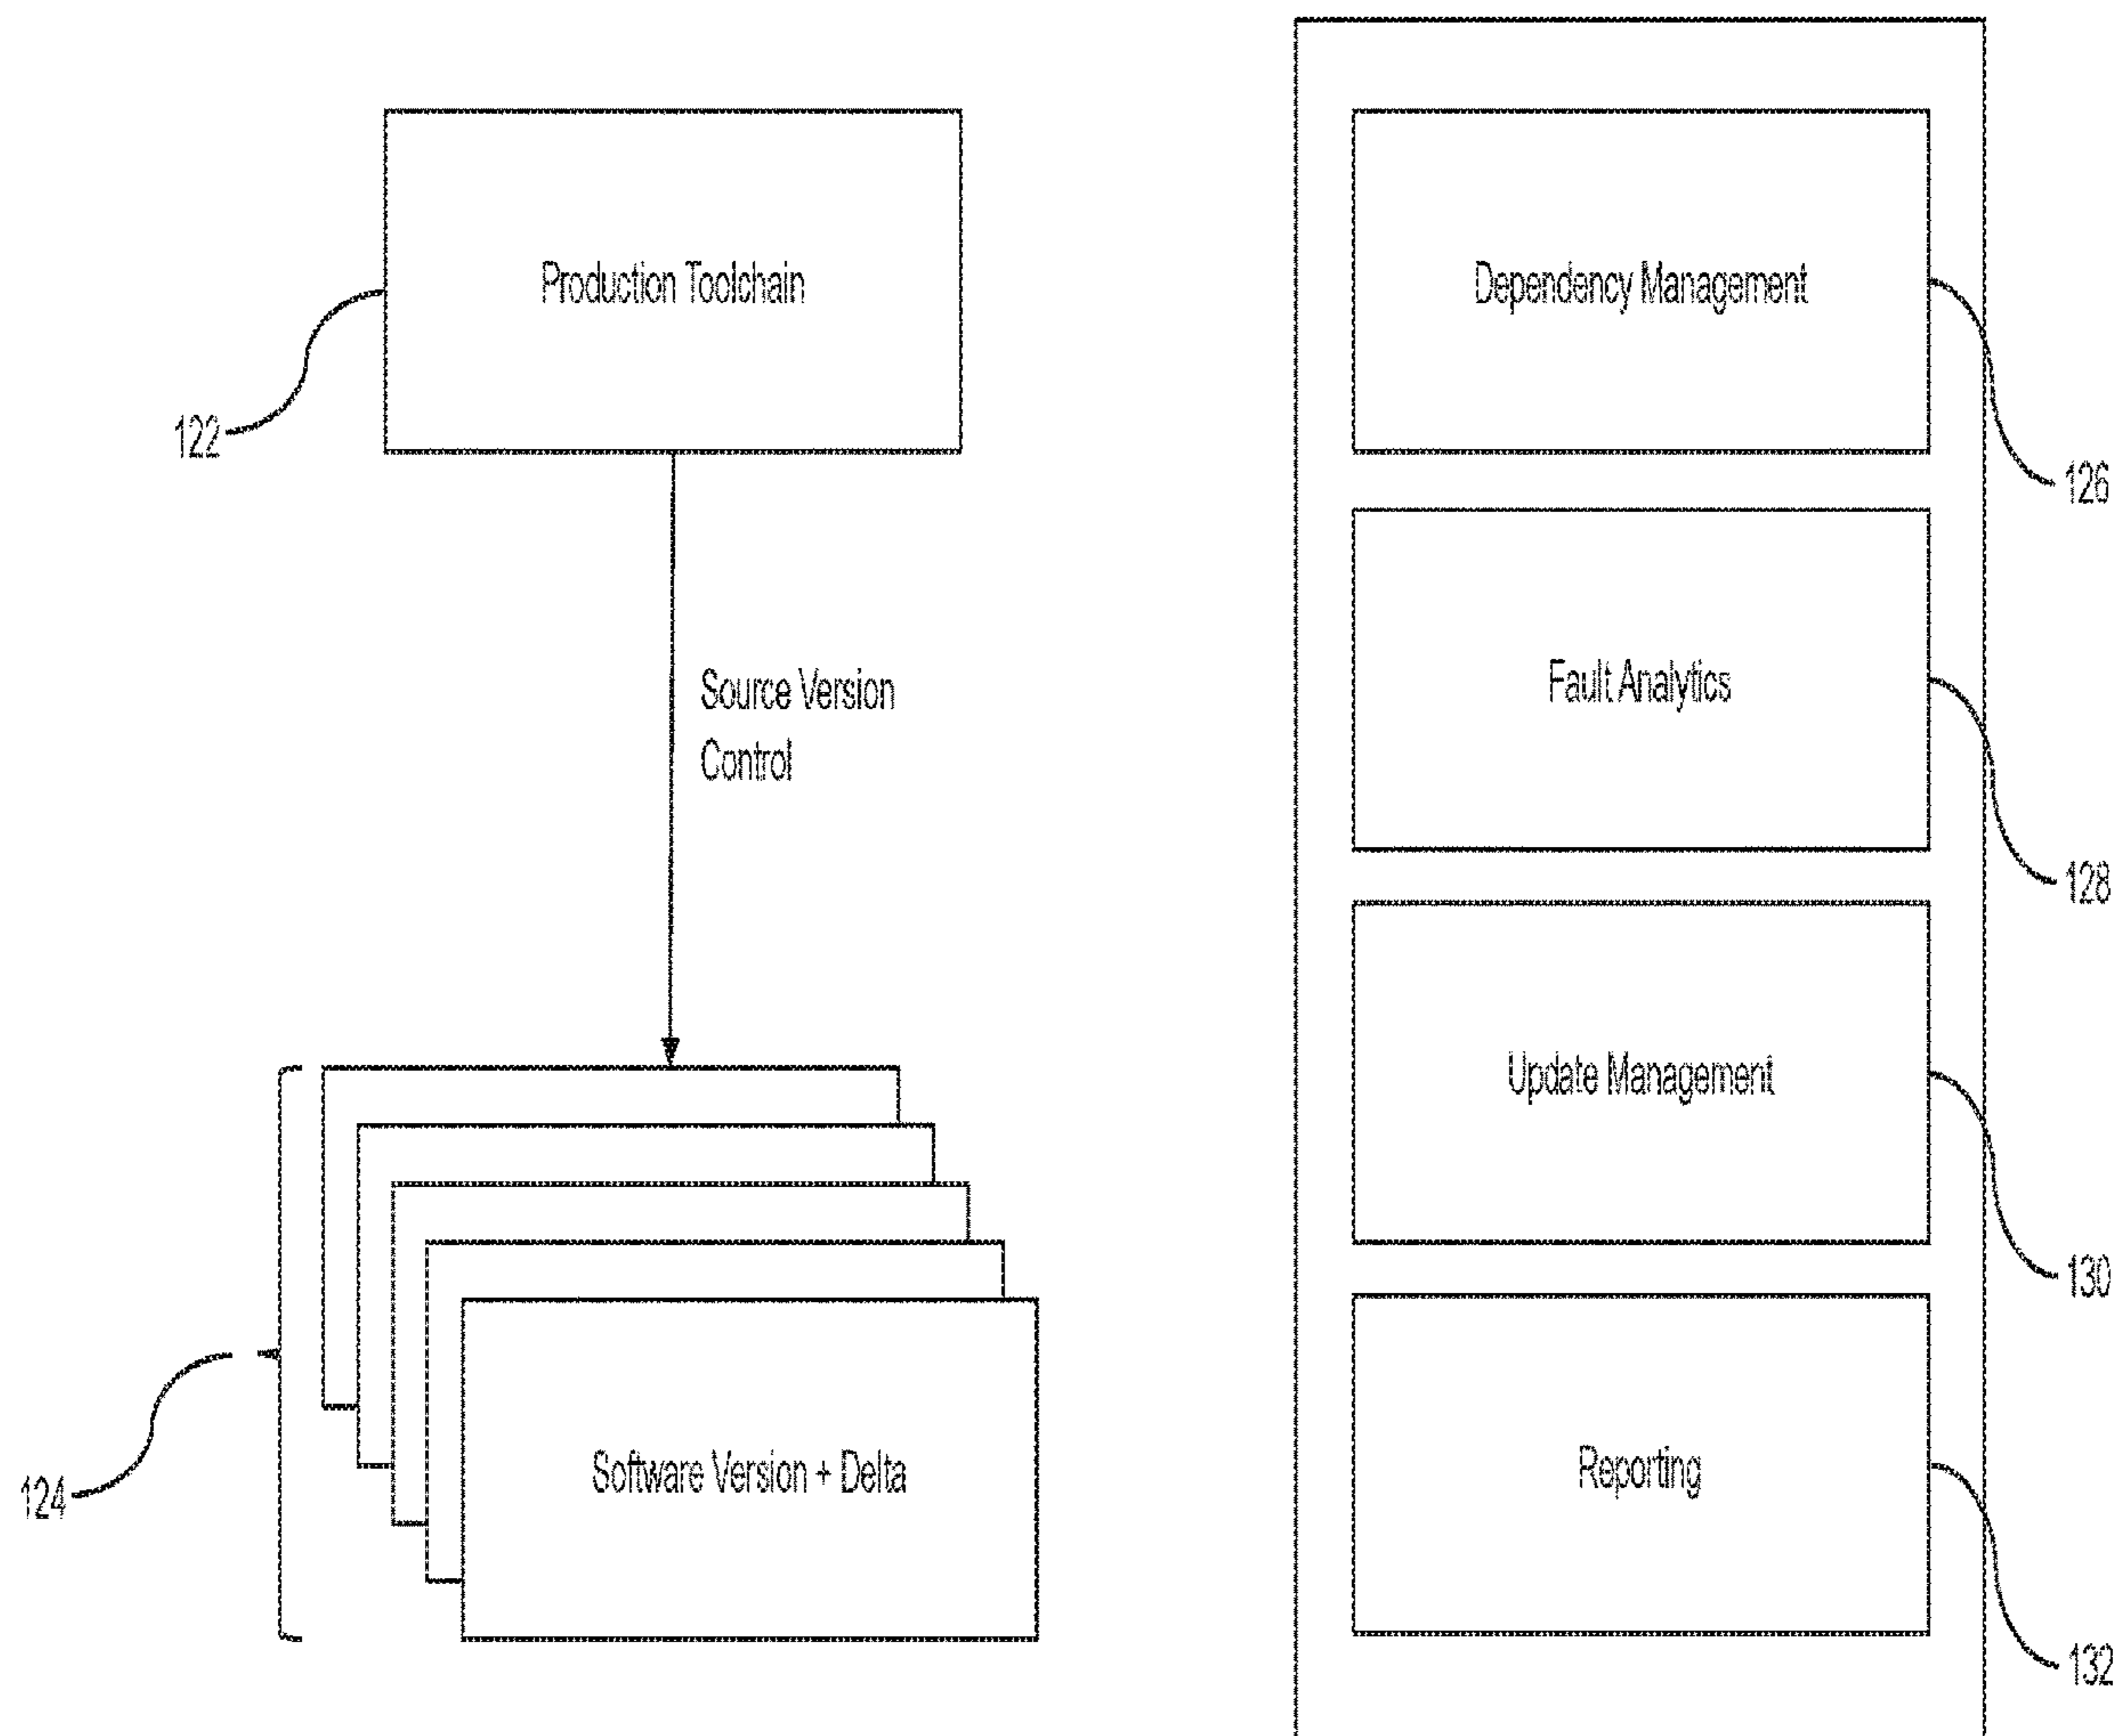 Production Toolchain
122
Source Version
Control
Software Version + Delta
124
Dependency Management
126
Fault Analytics
128
Update Management
130
Reporting
132